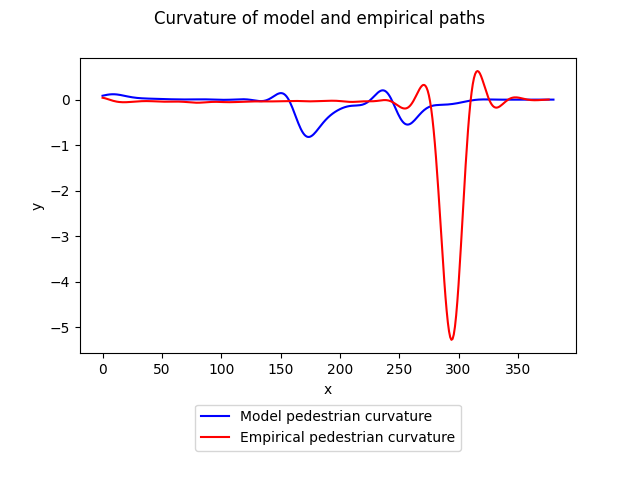 Curvature of model and empirical paths
0
−1
−2
−3
−4
−5
y
0
50
100
150
200
250
300
350
x
Model pedestrian curvature
Empirical pedestrian curvature